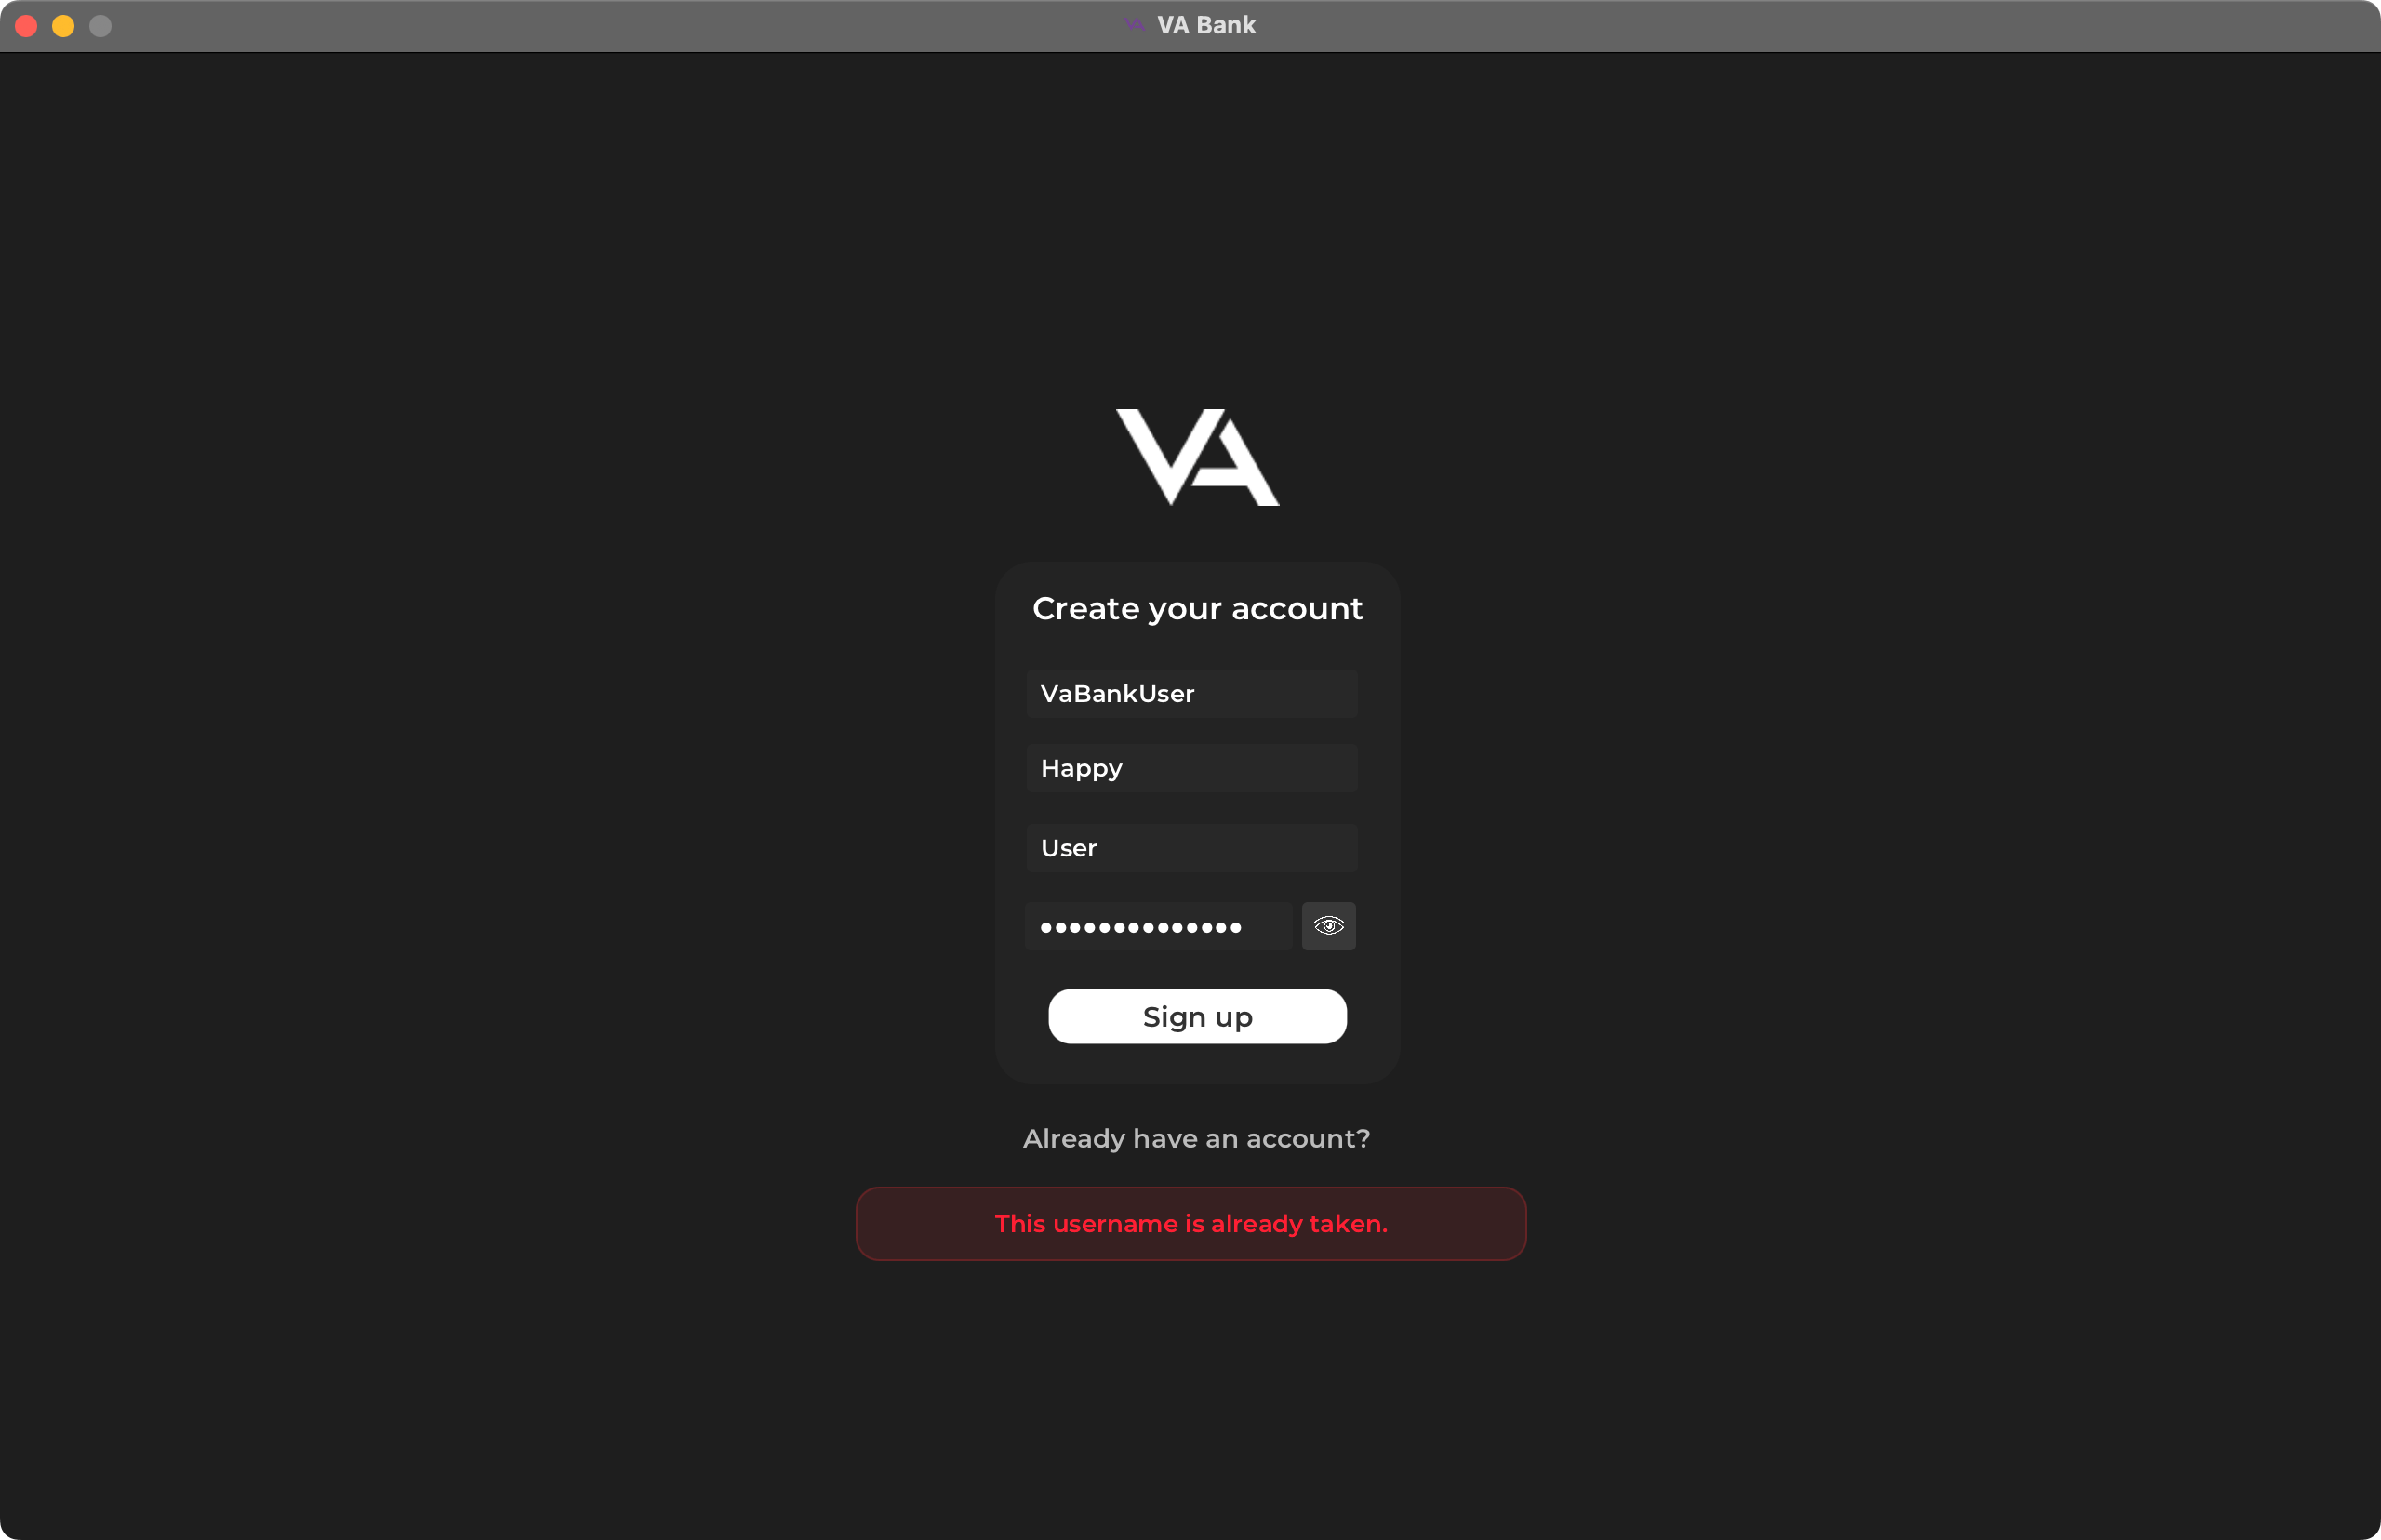 VA Bank
VA
Create your account
VaBankUser
Happy
User
••••••••••••••
Sign up
Already have an account?
This username is already taken.